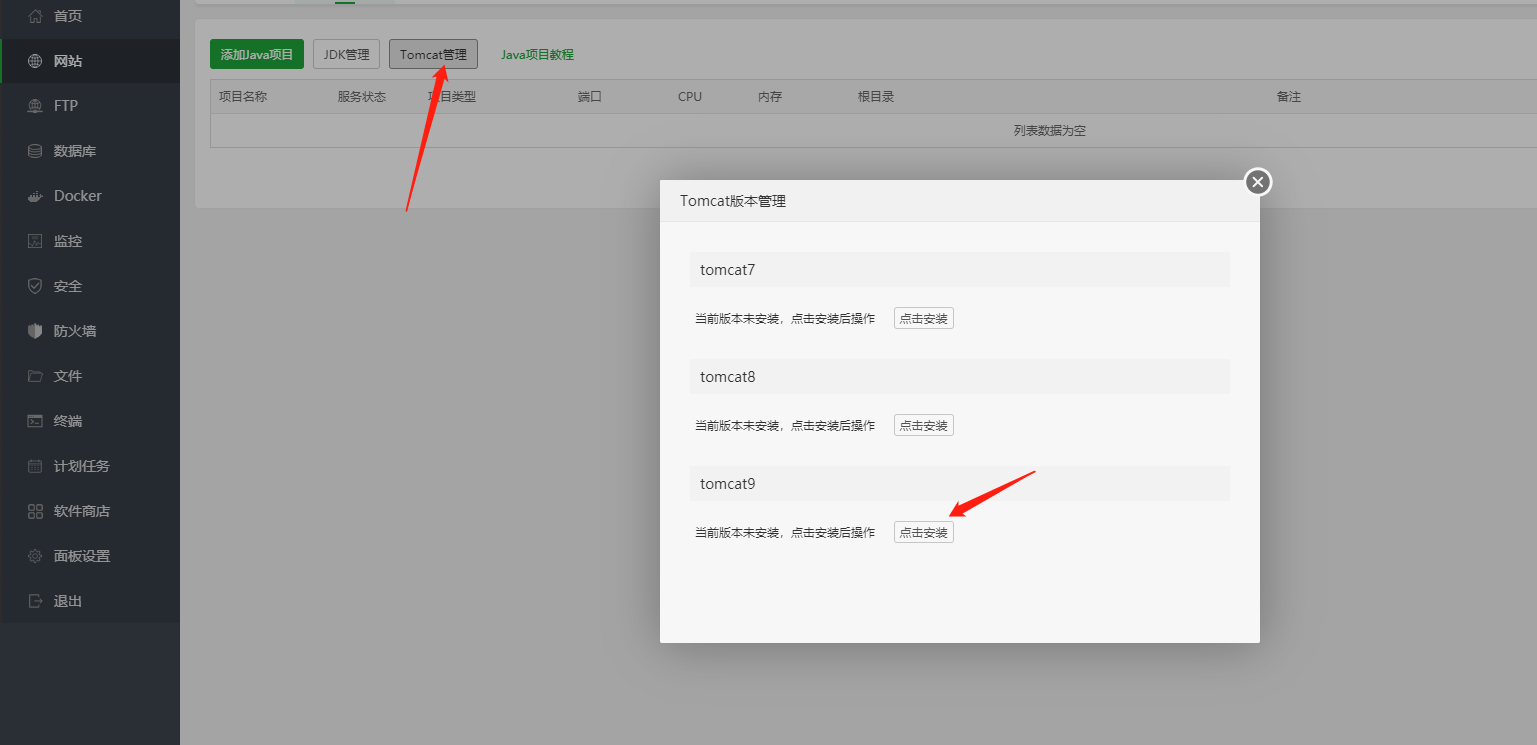 首页
网站
FTP
数据库
Docker
监控
安全
防火墙
文件
终端
计划任务
软件商店
面板设置
退出
添加Java项目 JDK管理 Tomcat管理 Java项目教程
项目名称 服务状态 项目类型 端口 CPU 内存 根目录 备注
列表数据为空
Tomcat版本管理
tomcat7
当前版本未安装，点击安装后操作 点击安装
tomcat8
当前版本未安装，点击安装后操作 点击安装
tomcat9
当前版本未安装，点击安装后操作 点击安装